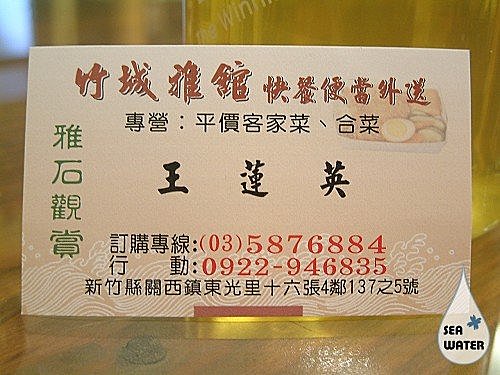 竹城雅舘 快餐便當外送
專營：平價客家菜、合菜
雅石觀賞
王蓮英
訂購專線:(03)5876884
行動:0922-946835
新竹縣關西鎮東光里十六張4鄰137之5號
SEA WATER